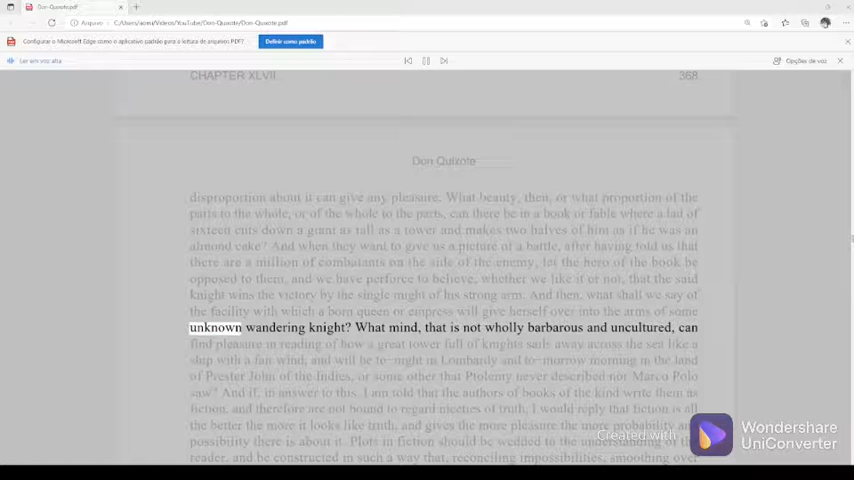 Don-Quixote.pdf
Arquivo
C:/Users/
/Videos/YouTube/Don-Quixote/Don-Quixote.pdf
Configurar o Microsoft Edge como o aplicativo padrão para a leitura de arquivos PDF?
Definir como padrão
Ler em voz alta
Opções de voz
CHAPTER XLVII
368
Don Quixote
disproportion about it can give any pleasure. What beauty, then, or what proportion of the
parts to the whole, or of the whole to the parts, can there be in a book or fable where a lad of
sixteen cuts down a giant as tall as a tower and makes two halves of him as if he was an
almond cake? And when they want to give us a picture of a battle, after having told us that
there are a million of combatants on the side of the enemy, let the hero of the book be
opposed to them, and we have perforce to believe, whether we like it or not, that the said
knight wins the victory by the single might of his strong arm. And then, what shall we say of
the facility with which a born queen or empress will give herself over into the arms of some
unknown wandering knight? What mind, that is not wholly barbarous and uncultured, can
find pleasure in reading of how a great tower full of knights sails away across the sea like a
ship with a fair wind, and will be to-night in Lombardy and to-morrow morning in the land
of Prester John of the Indies, or some other that Ptolemy never described nor Marco Polo
saw? And if, in answer to this, I am told that the authors of books of the kind write them as
fiction, and therefore are not bound to regard niceties of truth, I would reply that fiction is all
the better the more it looks like truth, and gives the more pleasure the more probability and
possibility there is about it. Plots in fiction should be wedded to the understanding of the
reader, and be constructed in such a way that, reconciling impossibilities, smoothing over
Created with
Wondershare
UniConverter